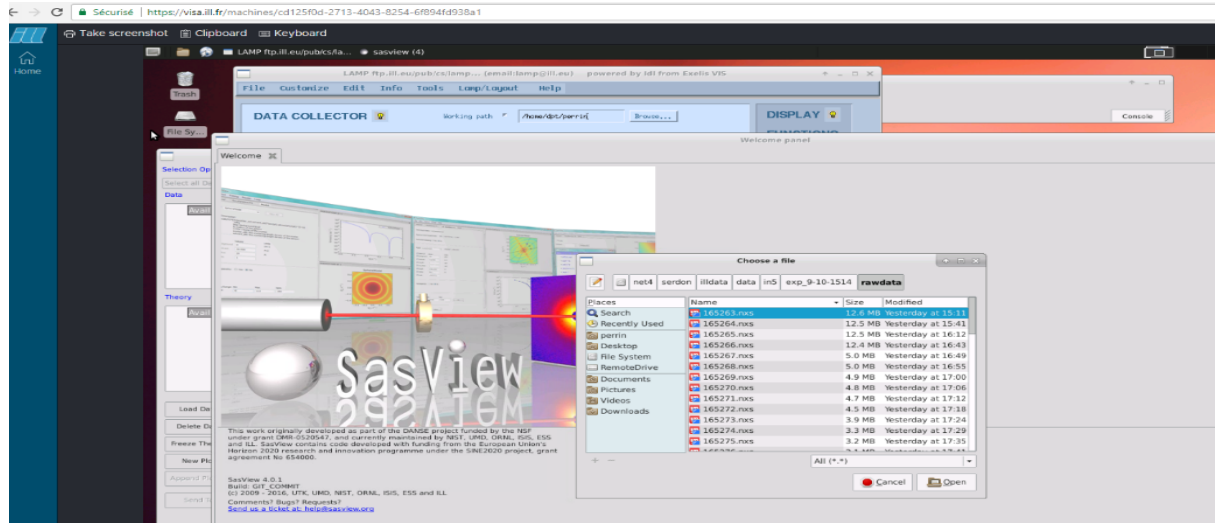 Sécurisé | https://visa.ill.fr/machines/cd125f0d-2713-4043-8254-6f894fd938a1
Take screenshot Clipboard Keyboard
Home
LAMP ftp.ill.eu/pub/cs/la... sasview (4)
Trash
File Sy...
LAMP ftp.ill.eu/pub/cs/lamp... (email:lamp@ill.eu) powered by Idl from Exelis VIS
File Customize Edit Info Tools Lamp/Layout Help
DATA COLLECTOR Working path /home/dpt/perrin Browse... DISPLAY
Console
Welcome panel
Welcome
Selection Op
Select all Da
Data
Avail
Theory
Avail
Load Da
Delete Da
Freeze The
New Plo
Append Pl
Send
SasView
This work originally developed as part of the DANSE project funded by the NSF
under grant DMR-0520547, and currently maintained by NIST, UMD, ORNL, ISIS, ESS
and ILL. SasView contains code developed with funding from the European Union's
Horizon 2020 research and innovation programme under the SINE2020 project, grant
agreement No 654000.
SasView 4.0.1
Build: GIT_COMMIT
(c) 2009 - 2016, UTK, UMD, NIST, ORNL, ISIS, ESS and ILL
Comments? Bugs? Requests?
Send us a ticket at: help@sasview.org
Choose a file
net4 serdon illdata data in5 exp_9-10-1514 rawdata
Places
Search
Recently Used
perrin
Desktop
File System
RemoteDrive
Documents
Pictures
Videos
Downloads
Name Size Modified
165263.nxs 12.6 MB Yesterday at 15:11
165264.nxs 12.5 MB Yesterday at 15:41
165265.nxs 12.5 MB Yesterday at 16:12
165266.nxs 12.4 MB Yesterday at 16:43
165267.nxs 5.0 MB Yesterday at 16:49
165268.nxs 5.0 MB Yesterday at 16:55
165269.nxs 4.9 MB Yesterday at 17:00
165270.nxs 4.8 MB Yesterday at 17:06
165271.nxs 4.7 MB Yesterday at 17:12
165272.nxs 4.5 MB Yesterday at 17:18
165273.nxs 3.9 MB Yesterday at 17:24
165274.nxs 3.3 MB Yesterday at 17:29
165275.nxs 3.2 MB Yesterday at 17:35
All (*.*)
Cancel Open